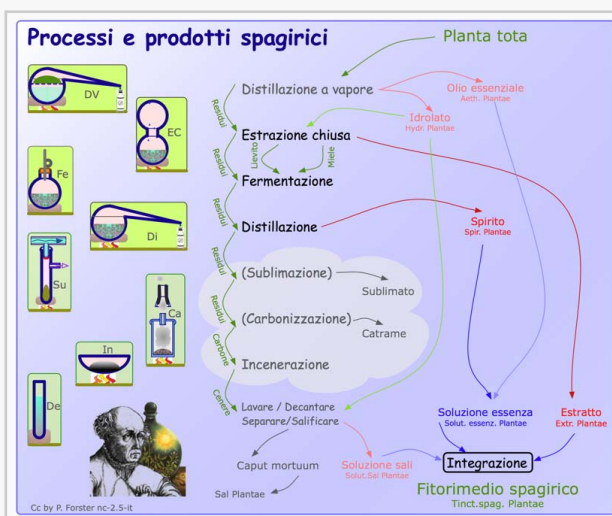 Processi e prodotti spagirici
Planta tota
DV
EC
Fe
Di
Su
Ca
In
De
Distillazione a vapore
Olio essenziale
Aeth. Plantae
Idrolato
Hydr. Plantae
Residui
Estrazione chiusa
Lievito
Miele
Residui
Fermentazione
Residui
Distillazione
Spirito
Spir. Plantae
Residui
(Sublimazione)
Sublimato
Residui
(Carbonizzazione)
Catrame
Carbone
Incenerazione
Cenere
Lavare / Decantare
Separare/Salificare
Soluzione essenza
Solut. essenz. Plantae
Estratto
Extr. Plantae
Caput mortuum
Soluzione sali
Solut.Sal Plantae
Integrazione
Sal Plantae
Fitorimedio spagirico
Tinct.spag. Plantae
Cc by P. Forster nc-2.5-it